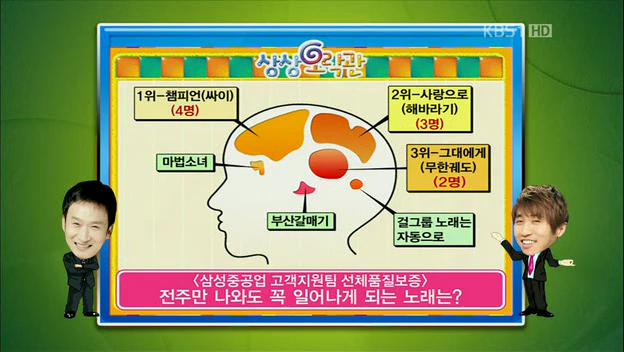 KBS1 HD
상상오락관
1위-챔피언(싸이)
(4명)
2위-사랑으로
(해바라기)
(3명)
마법소녀
3위-그대에게
(무한궤도)
(2명)
부산갈매기
걸그룹 노래는
자동으로
〈삼성중공업 고객지원팀 선체품질보증〉
전주만 나와도 꼭 일어나게 되는 노래는?